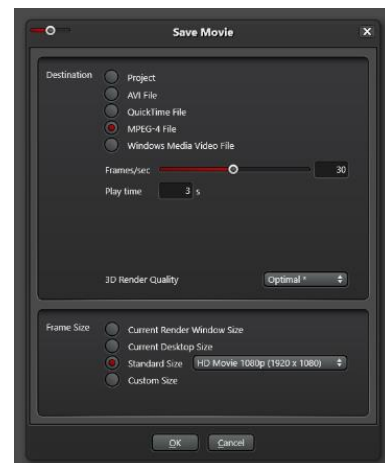 Save Movie
Destination
Project
AVI File
QuickTime File
MPEG-4 File
Windows Media Video File
Frames/sec 30
Play time 3 s
3D Render Quality Optimal *
Frame Size
Current Render Window Size
Current Desktop Size
Standard Size HD Movie 1080p (1920 x 1080)
Custom Size
OK Cancel